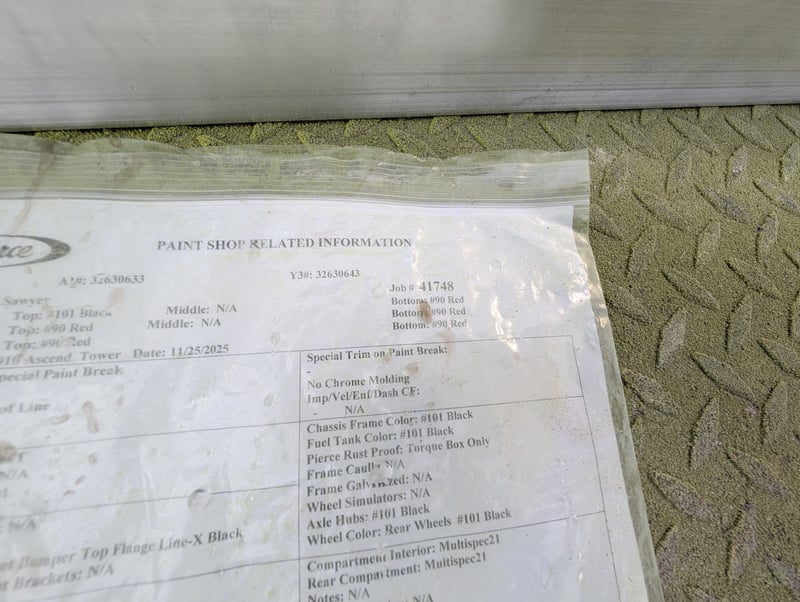 PAINT SHOP RELATED INFORMATION
32630633
Y3#: 32630643
Job # 41748
Sawyer
Top: #101 Black
Middle: N/A
Bottom: #90 Red
Top: #90 Red
Middle: N/A
Bottom: #90 Red
Top: #90 Red
Bottom: #90 Red
Ascend. Tower Date: 11/25/2025
Special Paint Break
Special Trim on Paint Break:
-
No Chrome Molding
of Line
Imp/Vel/Enf/Dash CF:
- N/A
Chassis Frame Color: #101 Black
Fuel Tank Color: #101 Black
Pierce Rust Proof: Torque Box Only
N/A
Frame Caulk: N/A
Frame Galvanized: N/A
Wheel Simulators: N/A
: N/A
Axle Hubs: #101 Black
Wheel Color: Rear Wheels #101 Black
Bumper Top Flange Line-X Black
Brackets: N/A
Compartment Interior: Multispec21
Rear Compartment: Multispec21
Notes: N/A
N/A